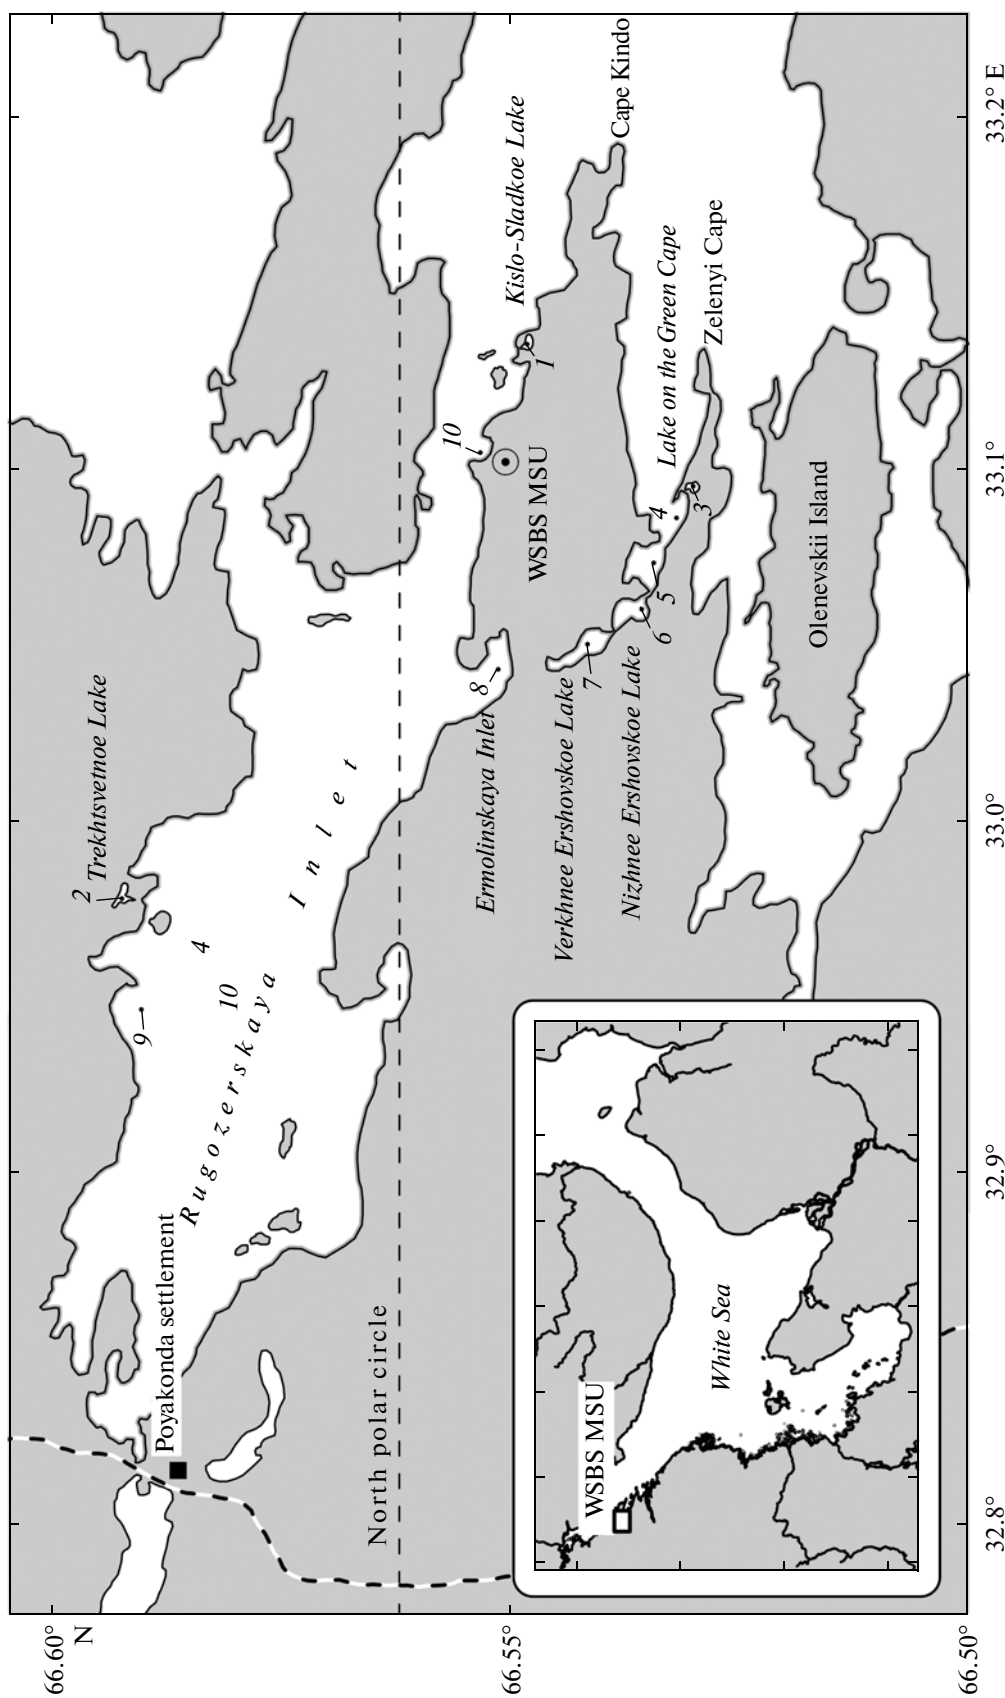 66.60°
N
66.55°
66.50°
32.8°
32.9°
33.0°
33.1°
33.2° E
2
Trekhtsvetnoe Lake
9
4
10
Rugozerskaya
Inlet
Poyakonda settlement
North polar circle
Kislo-Sladkoe Lake
1
10
WSBS MSU
Cape Kindo
Lake on the Green Cape
Zelenyi Cape
4
3
5
6
7
8
Ermolinskaya Inlet
Verkhnee Ershovskoe Lake
Nizhnee Ershovskoe Lake
Olenevskii Island
WSBS MSU
White Sea